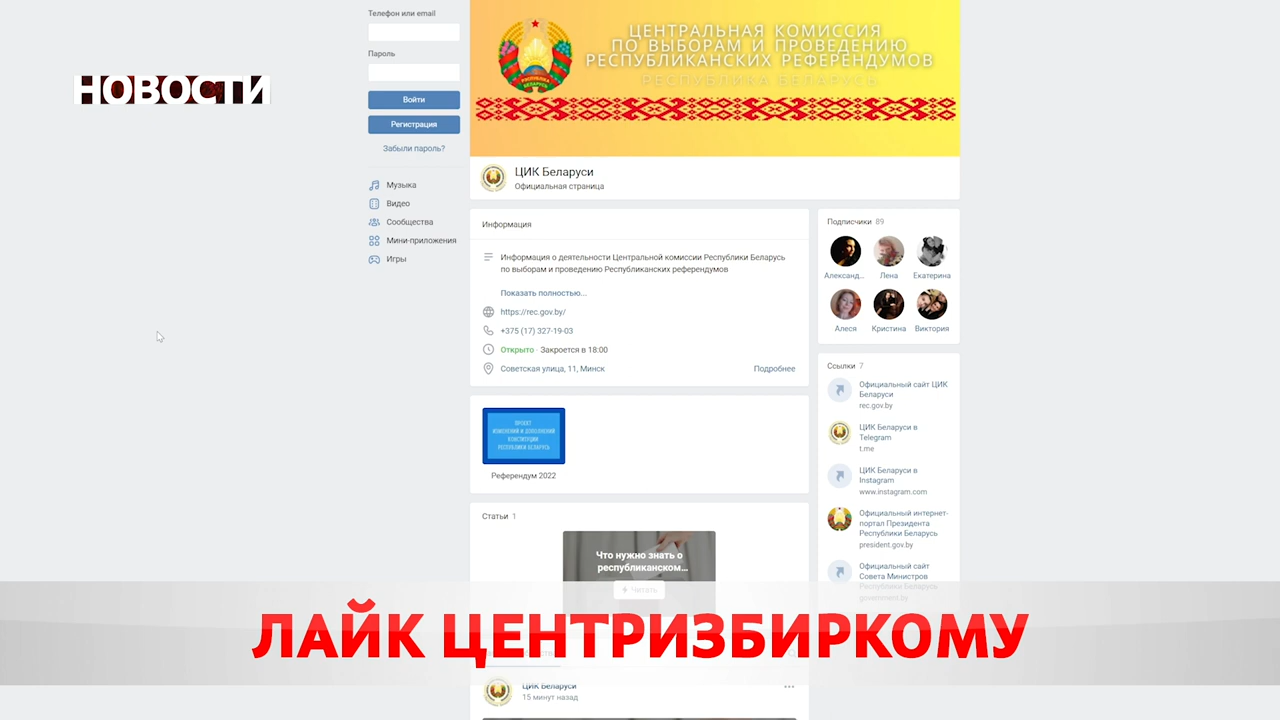 НОВОСТИ
Телефон или email
Пароль
Войти
Регистрация
Забыли пароль?
Музыка
Видео
Сообщества
Мини-приложения
Игры
ЦЕНТРАЛЬНАЯ КОМИССИЯ
ПО ВЫБОРАМ И ПРОВЕДЕНИЮ
РЕСПУБЛИКАНСКИХ РЕФЕРЕНДУМОВ
РЕСПУБЛИКА БЕЛАРУСЬ
ЦИК Беларуси
Официальная страница
Информация
Информация о деятельности Центральной комиссии Республики Беларусь
по выборам и проведению Республиканских референдумов
Показать полностью...
https://rec.gov.by/
+375 (17) 327-19-03
Открыто · Закроется в 18:00
Советская улица, 11, Минск
Подробнее
ПРОЕКТ
ИЗМЕНЕНИЙ И ДОПОЛНЕНИЙ
КОНСТИТУЦИИ
РЕСПУБЛИКИ БЕЛАРУСЬ
Референдум 2022
Статьи 1
Что нужно знать о
республиканском...
Читать
ЦИК Беларуси
15 минут назад
Подписчики 89
Александ... Лена Екатерина
Алеся Кристина Виктория
Ссылки 7
Официальный сайт ЦИК
Беларуси
rec.gov.by
ЦИК Беларуси в
Telegram
t.me
ЦИК Беларуси в
Instagram
www.instagram.com
Официальный интернет-
портал Президента
Республики Беларусь
president.gov.by
Официальный сайт
Совета Министров
Республики Беларусь
government.by
ЛАЙК ЦЕНТРИЗБИРКОМУ